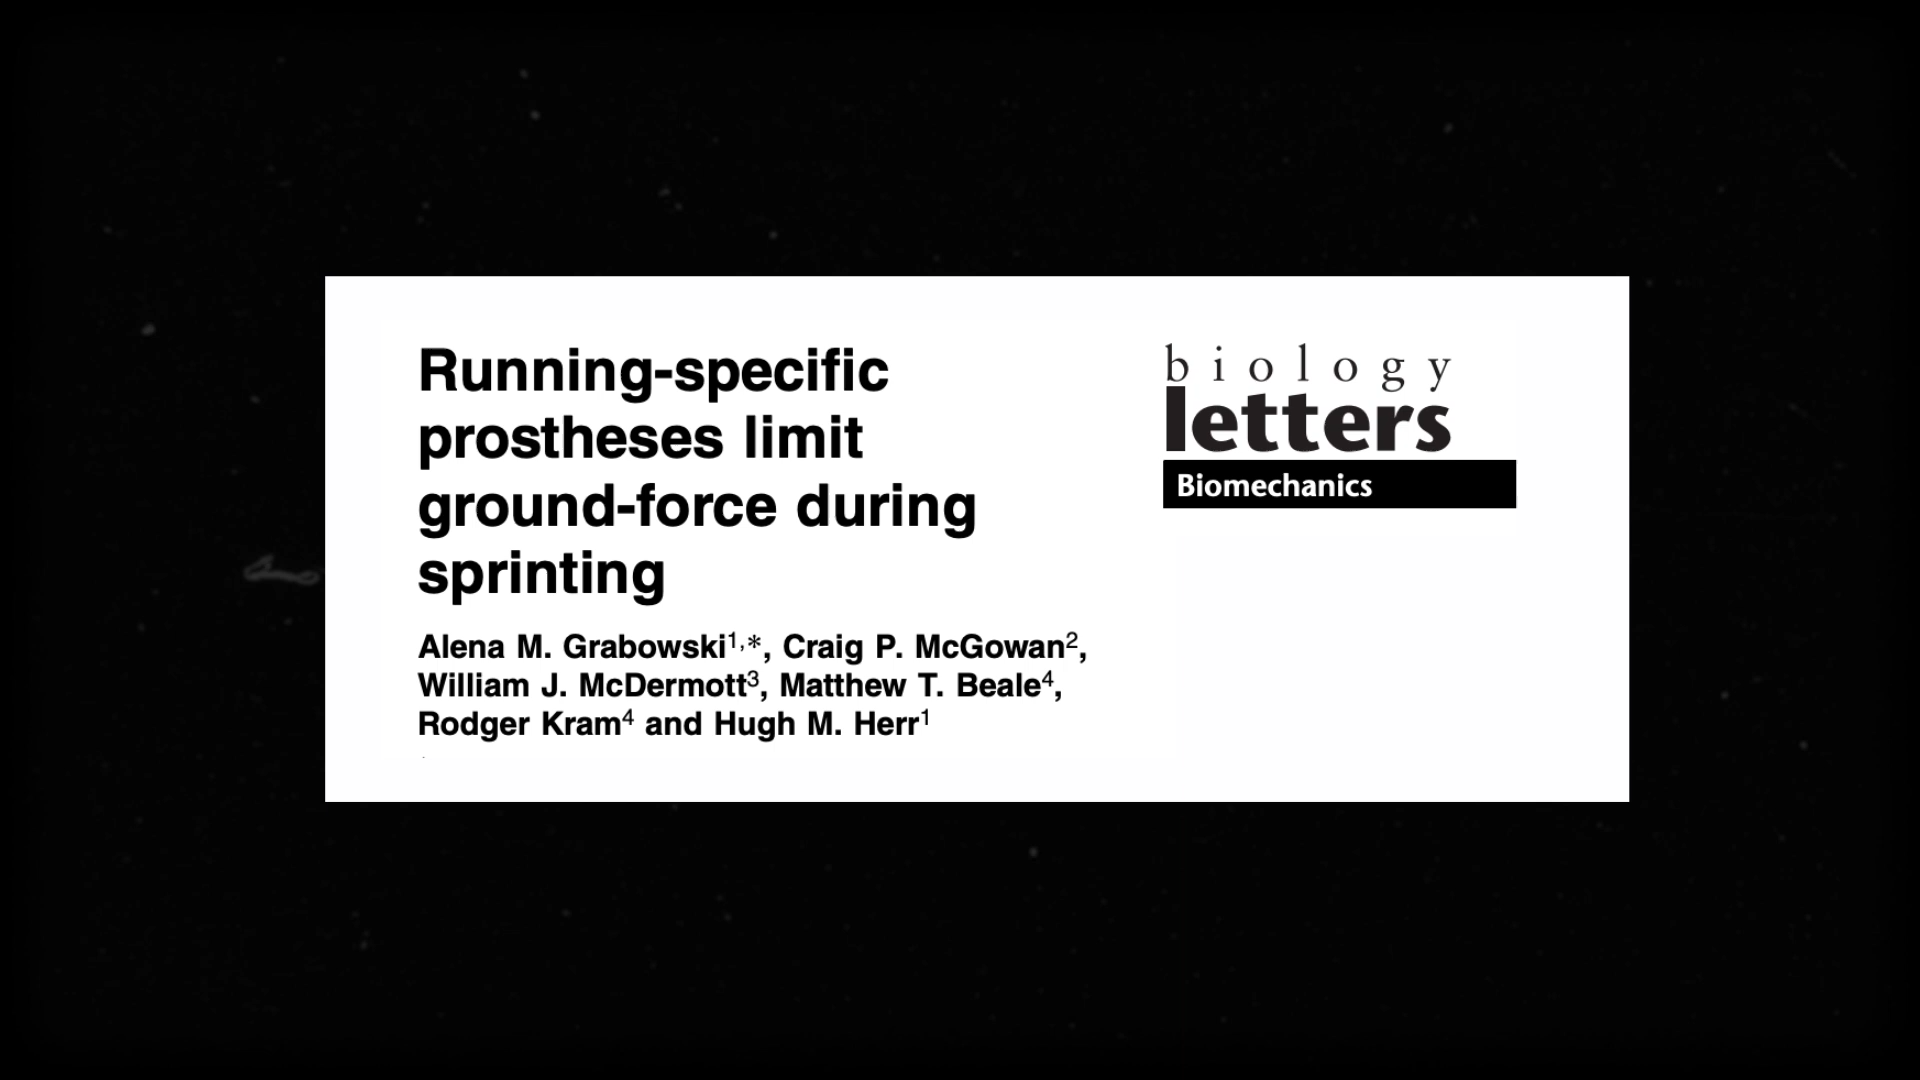 Running-specific
prostheses limit
ground-force during
sprinting
Alena M. Grabowski¹,*, Craig P. McGowan²,
William J. McDermott³, Matthew T. Beale⁴,
Rodger Kram⁴ and Hugh M. Herr¹
biology
letters
Biomechanics